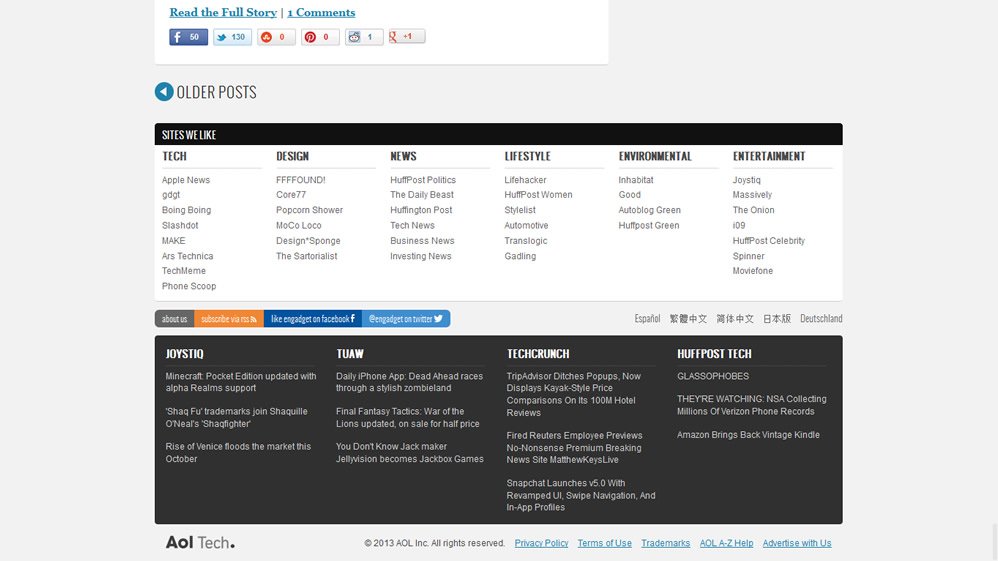 Read the Full Story | 1 Comments
50 130 0 0 1 +1
OLDER POSTS
SITES WE LIKE
TECH
Apple News
gdgt
Boing Boing
Slashdot
MAKE
Ars Technica
TechMeme
Phone Scoop
DESIGN
FFFFOUND!
Core77
Popcorn Shower
MoCo Loco
Design*Sponge
The Sartorialist
NEWS
HuffPost Politics
The Daily Beast
Huffington Post
Tech News
Business News
Investing News
LIFESTYLE
Lifehacker
HuffPost Women
Stylelist
Automotive
Translogic
Gadling
ENVIRONMENTAL
Inhabitat
Good
Autoblog Green
Huffpost Green
ENTERTAINMENT
Joystiq
Massively
The Onion
i09
HuffPost Celebrity
Spinner
Moviefone
about us subscribe via rss like engadget on facebook @engadget on twitter
Español 繁體中文 简体中文 日本版 Deutschland
JOYSTIQ
Minecraft: Pocket Edition updated with
alpha Realms support
'Shaq Fu' trademarks join Shaquille
O'Neal's 'Shaqfighter'
Rise of Venice floods the market this
October
TUAW
Daily iPhone App: Dead Ahead races
through a stylish zombieland
Final Fantasy Tactics: War of the
Lions updated, on sale for half price
You Don't Know Jack maker
Jellyvision becomes Jackbox Games
TECHCRUNCH
TripAdvisor Ditches Popups, Now
Displays Kayak-Style Price
Comparisons On Its 100M Hotel
Reviews
Fired Reuters Employee Previews
No-Nonsense Premium Breaking
News Site MatthewKeysLive
Snapchat Launches v5.0 With
Revamped UI, Swipe Navigation, And
In-App Profiles
HUFFPOST TECH
GLASSOPHOBES
THEY'RE WATCHING: NSA Collecting
Millions Of Verizon Phone Records
Amazon Brings Back Vintage Kindle
Aol Tech.
© 2013 AOL Inc. All rights reserved. Privacy Policy Terms of Use Trademarks AOL A-Z Help Advertise with Us